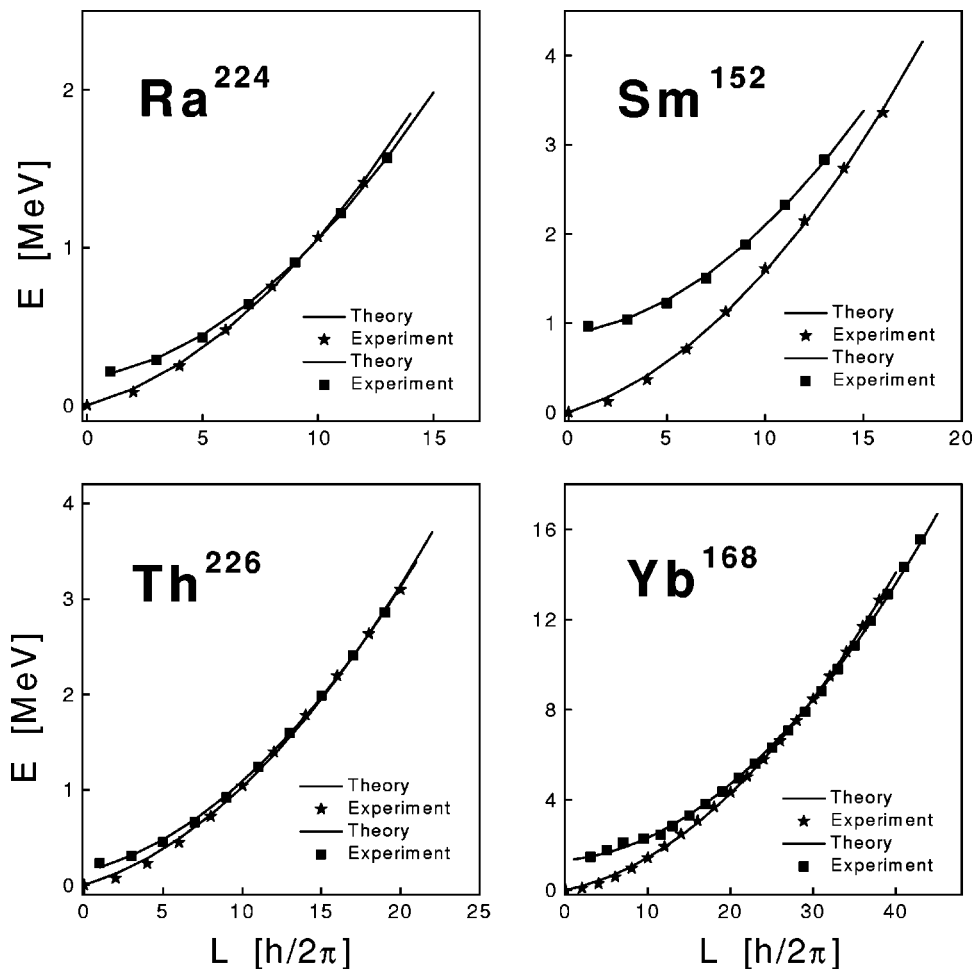 Ra224
E [MeV]
2
1
0
Theory
Experiment
Theory
Experiment
0 5 10 15
Sm152
4
3
2
1
0
Theory
Experiment
Theory
Experiment
0 5 10 15 20
Th226
E [MeV]
4
3
2
1
0
Theory
Experiment
Theory
Experiment
0 5 10 15 20 25
L [h/2π]
Yb168
16
12
8
4
0
Theory
Experiment
Theory
Experiment
0 10 20 30 40
L [h/2π]